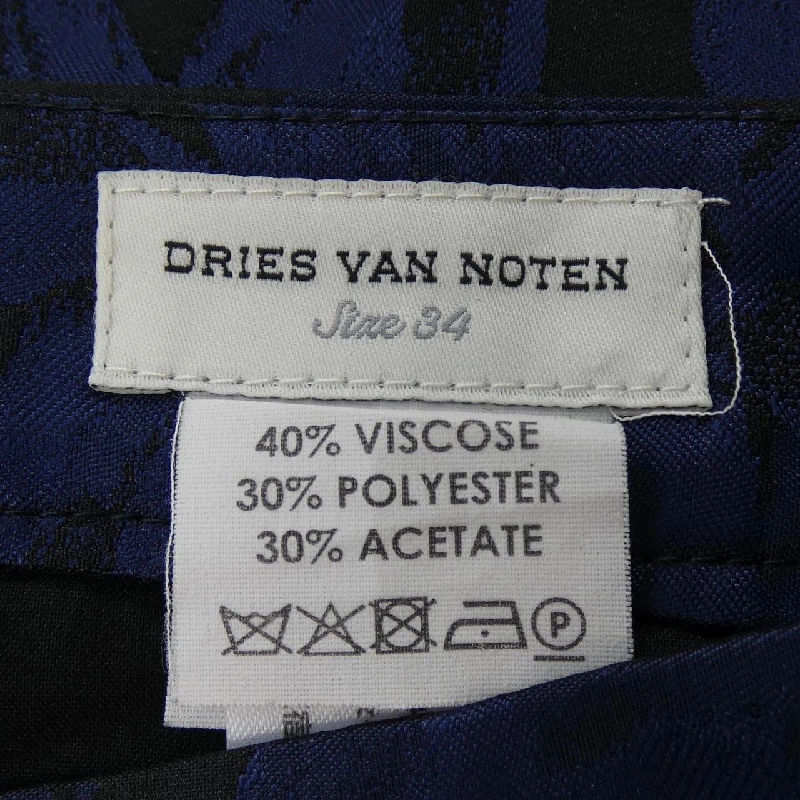 DRIES VAN NOTEN
Size 34
40% VISCOSE
30% POLYESTER
30% ACETATE
P